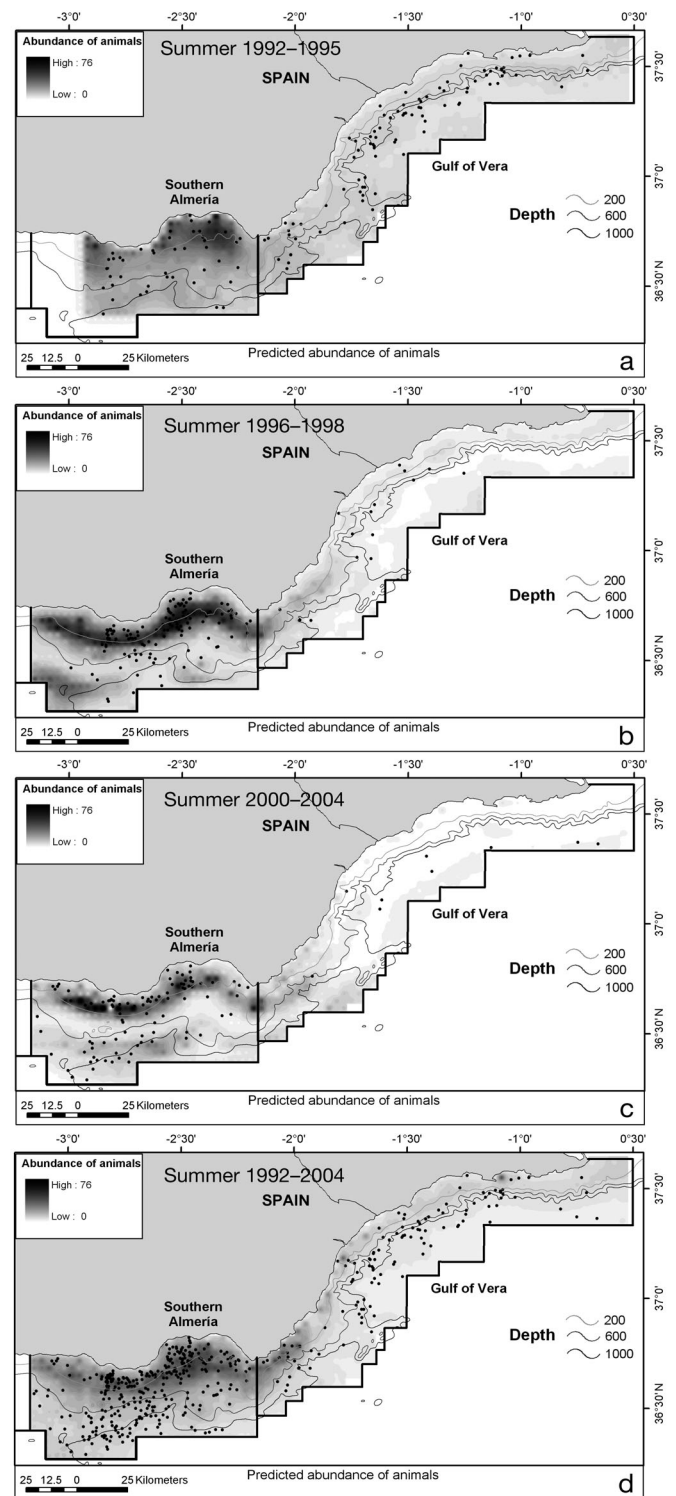 -3°0' -2°30' -2°0' -1°30' -1°0' 0°30'
Abundance of animals
High : 76
Low : 0
Summer 1992–1995
SPAIN
37°30'
Southern
Almeria
Gulf of Vera
37°0'
Depth
200
600
1000
36°30'N
25 12.5 0 25 Kilometers
Predicted abundance of animals
a
-3°0' -2°30' -2°0' -1°30' -1°0' 0°30'
Abundance of animals
High : 76
Low : 0
Summer 1996–1998
SPAIN
37°30'
Southern
Almeria
Gulf of Vera
37°0'
Depth
200
600
1000
36°30'N
25 12.5 0 25 Kilometers
Predicted abundance of animals
b
-3°0' -2°30' -2°0' -1°30' -1°0' 0°30'
Abundance of animals
High : 76
Low : 0
Summer 2000–2004
SPAIN
37°30'
Southern
Almeria
Gulf of Vera
37°0'
Depth
200
600
1000
36°30'N
25 12.5 0 25 Kilometers
Predicted abundance of animals
c
-3°0' -2°30' -2°0' -1°30' -1°0' 0°30'
Abundance of animals
High : 76
Low : 0
Summer 1992–2004
SPAIN
37°30'
Southern
Almeria
Gulf of Vera
37°0'
Depth
200
600
1000
36°30'N
25 12.5 0 25 Kilometers
Predicted abundance of animals
d